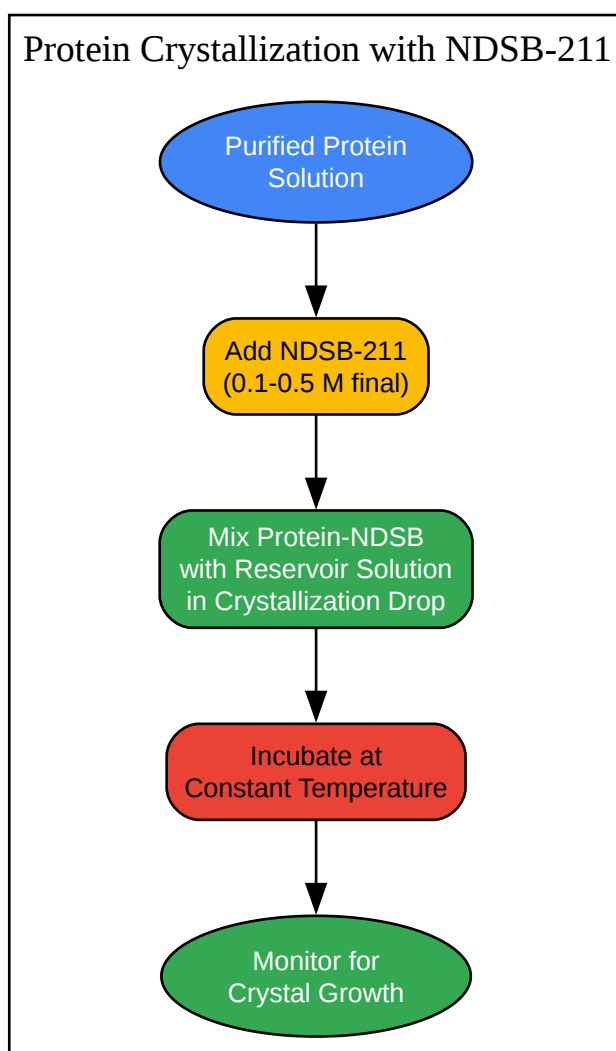 Protein Crystallization with NDSB-211
Purified Protein
Solution
Add NDSB-211
(0.1-0.5 M final)
Mix Protein-NDSB
with Reservoir Solution
in Crystallization Drop
Incubate at
Constant Temperature
Monitor for
Crystal Growth